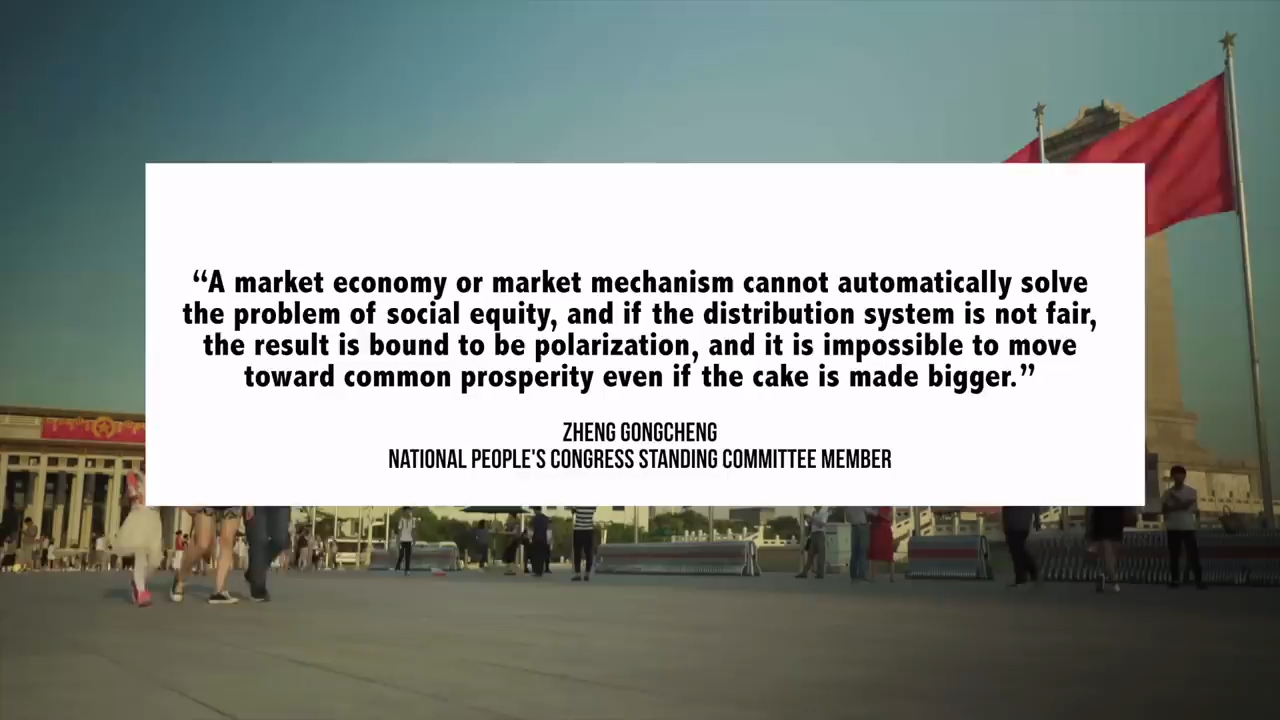 “A market economy or market mechanism cannot automatically solve
the problem of social equity, and if the distribution system is not fair,
the result is bound to be polarization, and it is impossible to move
toward common prosperity even if the cake is made bigger.”
ZHENG GONGCHENG
NATIONAL PEOPLE'S CONGRESS STANDING COMMITTEE MEMBER